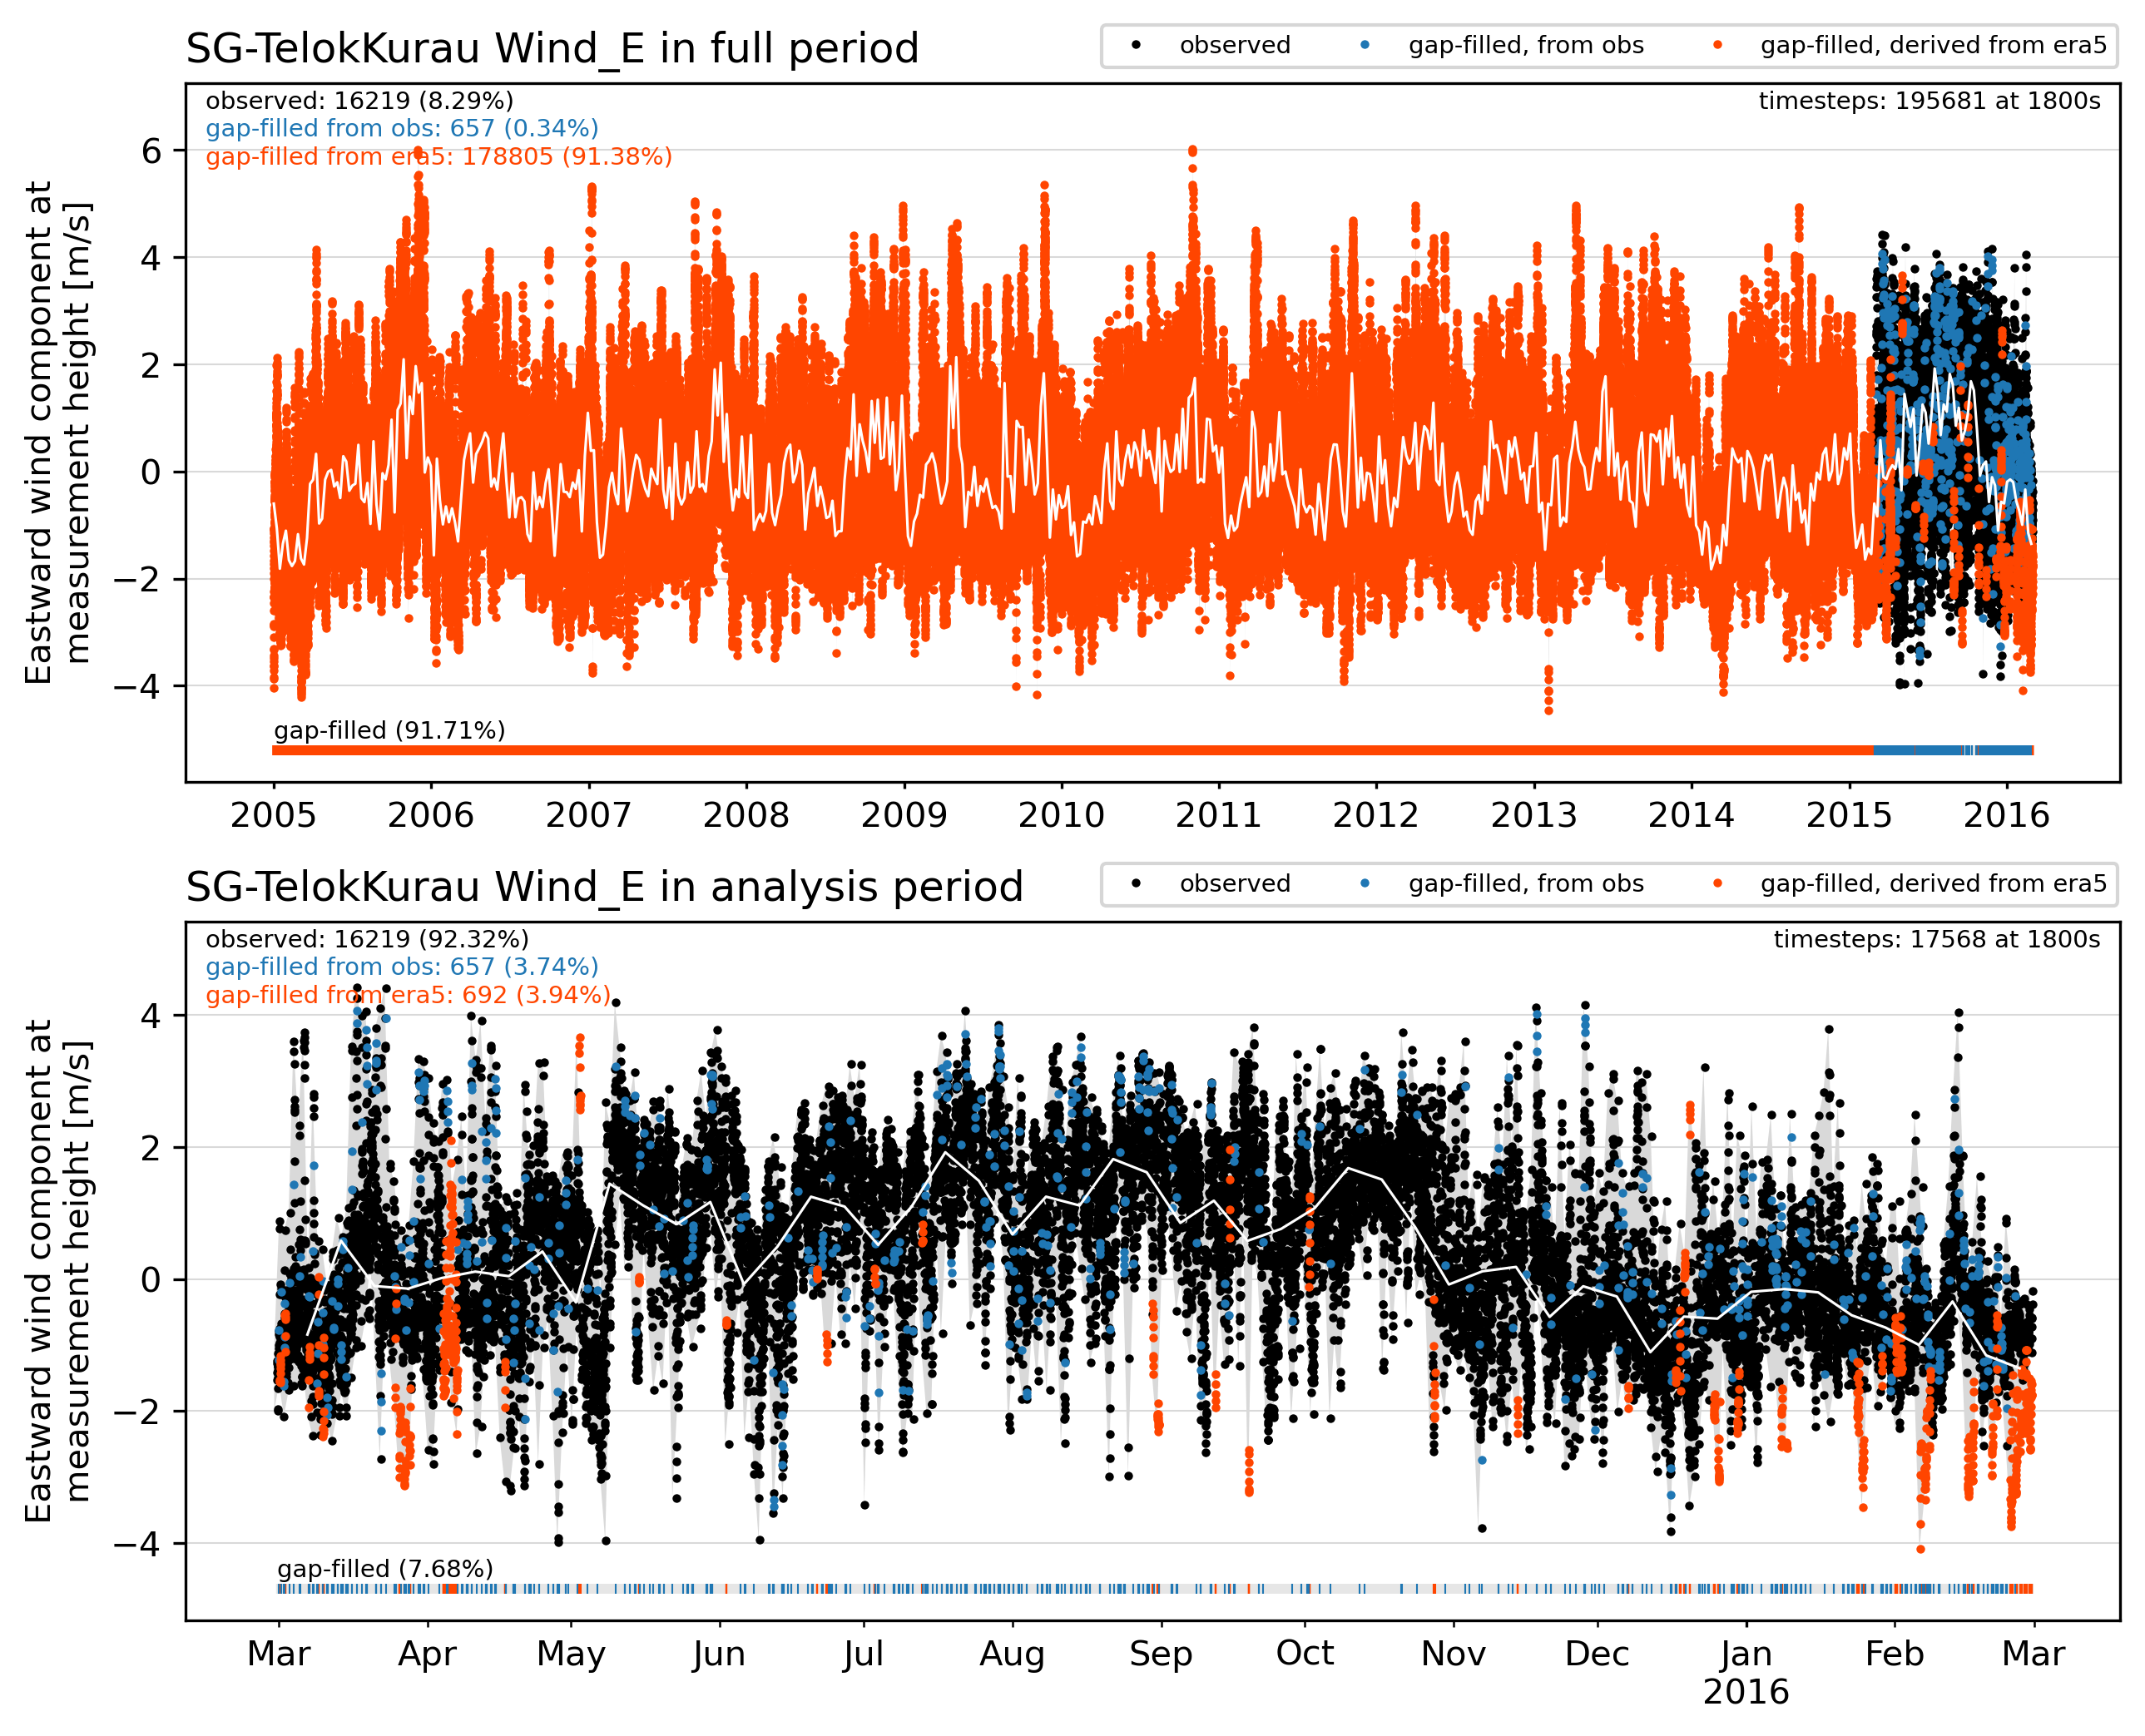 SG-TelokKurau Wind_E in full period
observed
gap-filled, from obs
gap-filled, derived from era5
observed: 16219 (8.29%)
timesteps: 195681 at 1800s
gap-filled from obs: 657 (0.34%)
gap-filled from era5: 178805 (91.38%)
Eastward wind component at
measurement height [m/s]
6
4
2
0
−2
−4
gap-filled (91.71%)
2005
2006
2007
2008
2009
2010
2011
2012
2013
2014
2015
2016
SG-TelokKurau Wind_E in analysis period
observed
gap-filled, from obs
gap-filled, derived from era5
observed: 16219 (92.32%)
timesteps: 17568 at 1800s
gap-filled from obs: 657 (3.74%)
gap-filled from era5: 692 (3.94%)
Eastward wind component at
measurement height [m/s]
4
2
0
−2
−4
gap-filled (7.68%)
Mar
Apr
May
Jun
Jul
Aug
Sep
Oct
Nov
Dec
Jan
2016
Feb
Mar